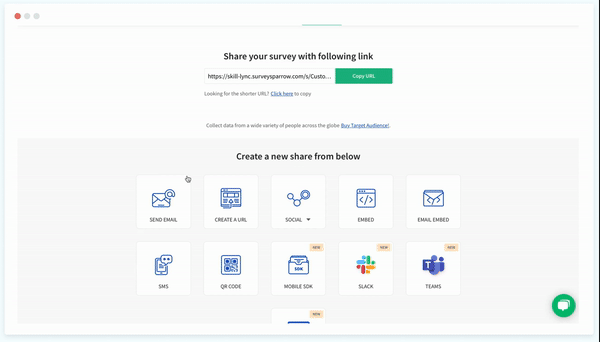 Share your survey with following link
https://skill-lync.surveysparrow.com/s/Custo...
Copy URL
Looking for the shorter URL? Click here to copy
Collect data from a wide variety of people across the globe Buy Target Audience!.
Create a new share from below
SEND EMAIL
CREATE A URL
SOCIAL
EMBED
EMAIL EMBED
NEW
NEW
NEW
SDK
T
SMS
QR CODE
MOBILE SDK
SLACK
TEAMS
NEW